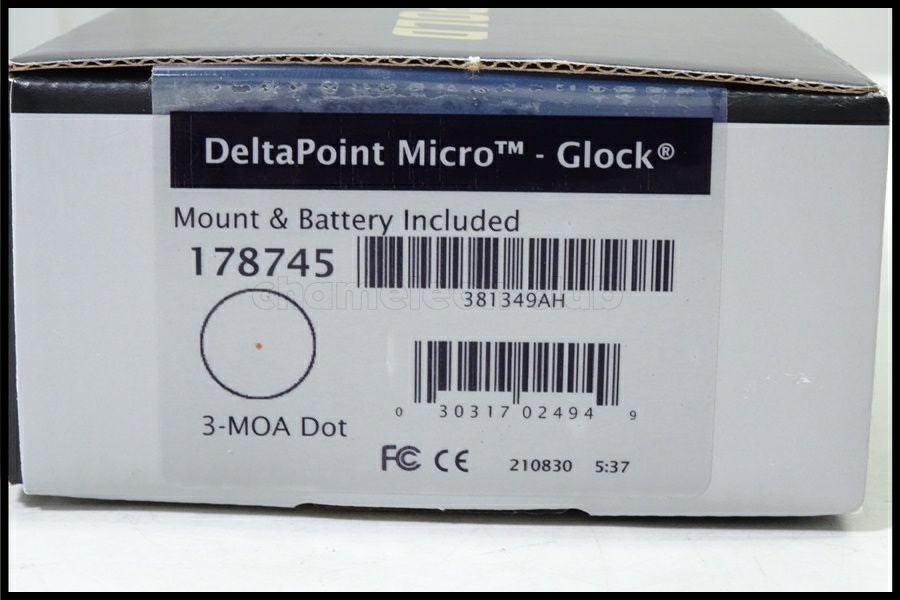 DeltaPoint Micro™ - Glock®
Mount & Battery Included
178745
381349AH
0 30317 02494 9
3-MOA Dot
FC CE 210830 5:37